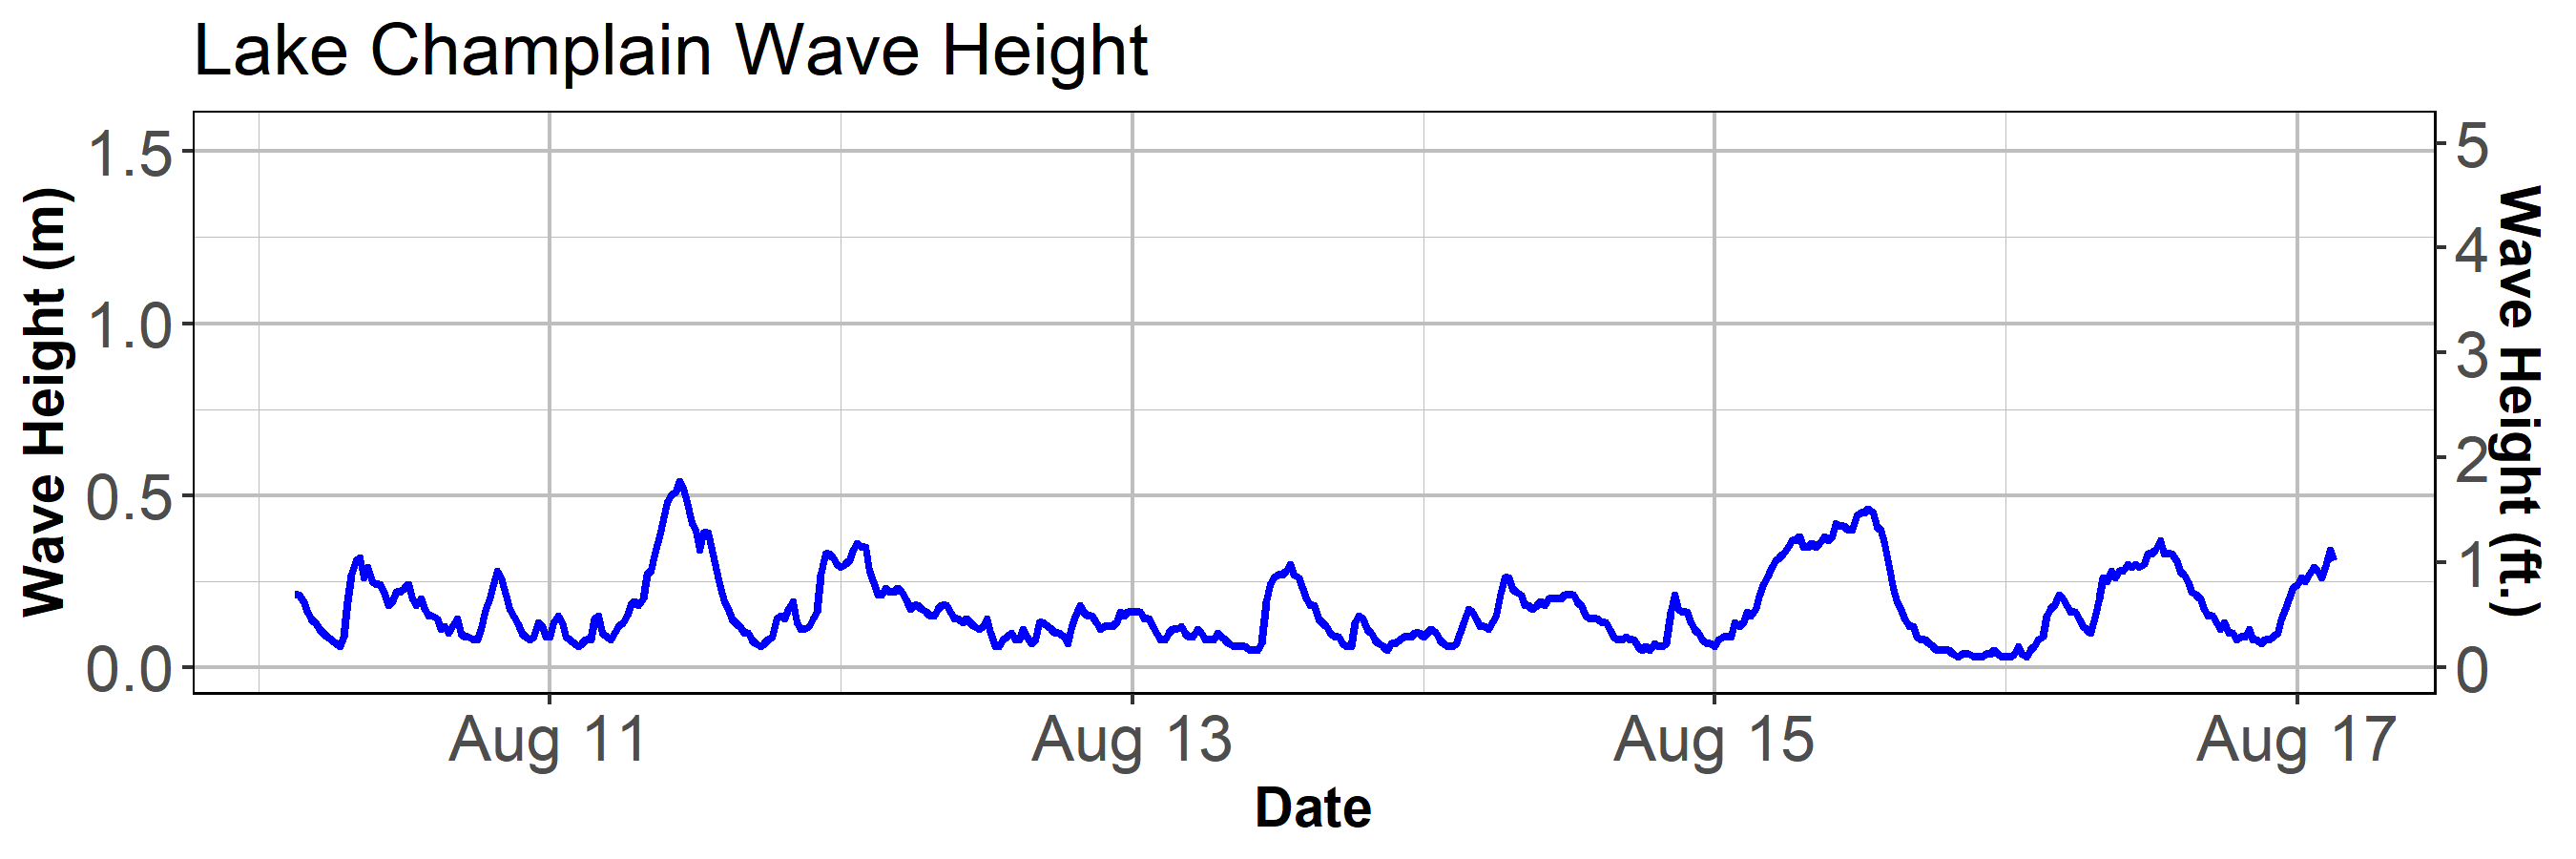 Lake Champlain Wave Height
Wave Height (m)
1.5
1.0
0.5
0.0
5
4
3
2
1
0
Wave Height (ft.)
Aug 11
Aug 13
Aug 15
Aug 17
Date